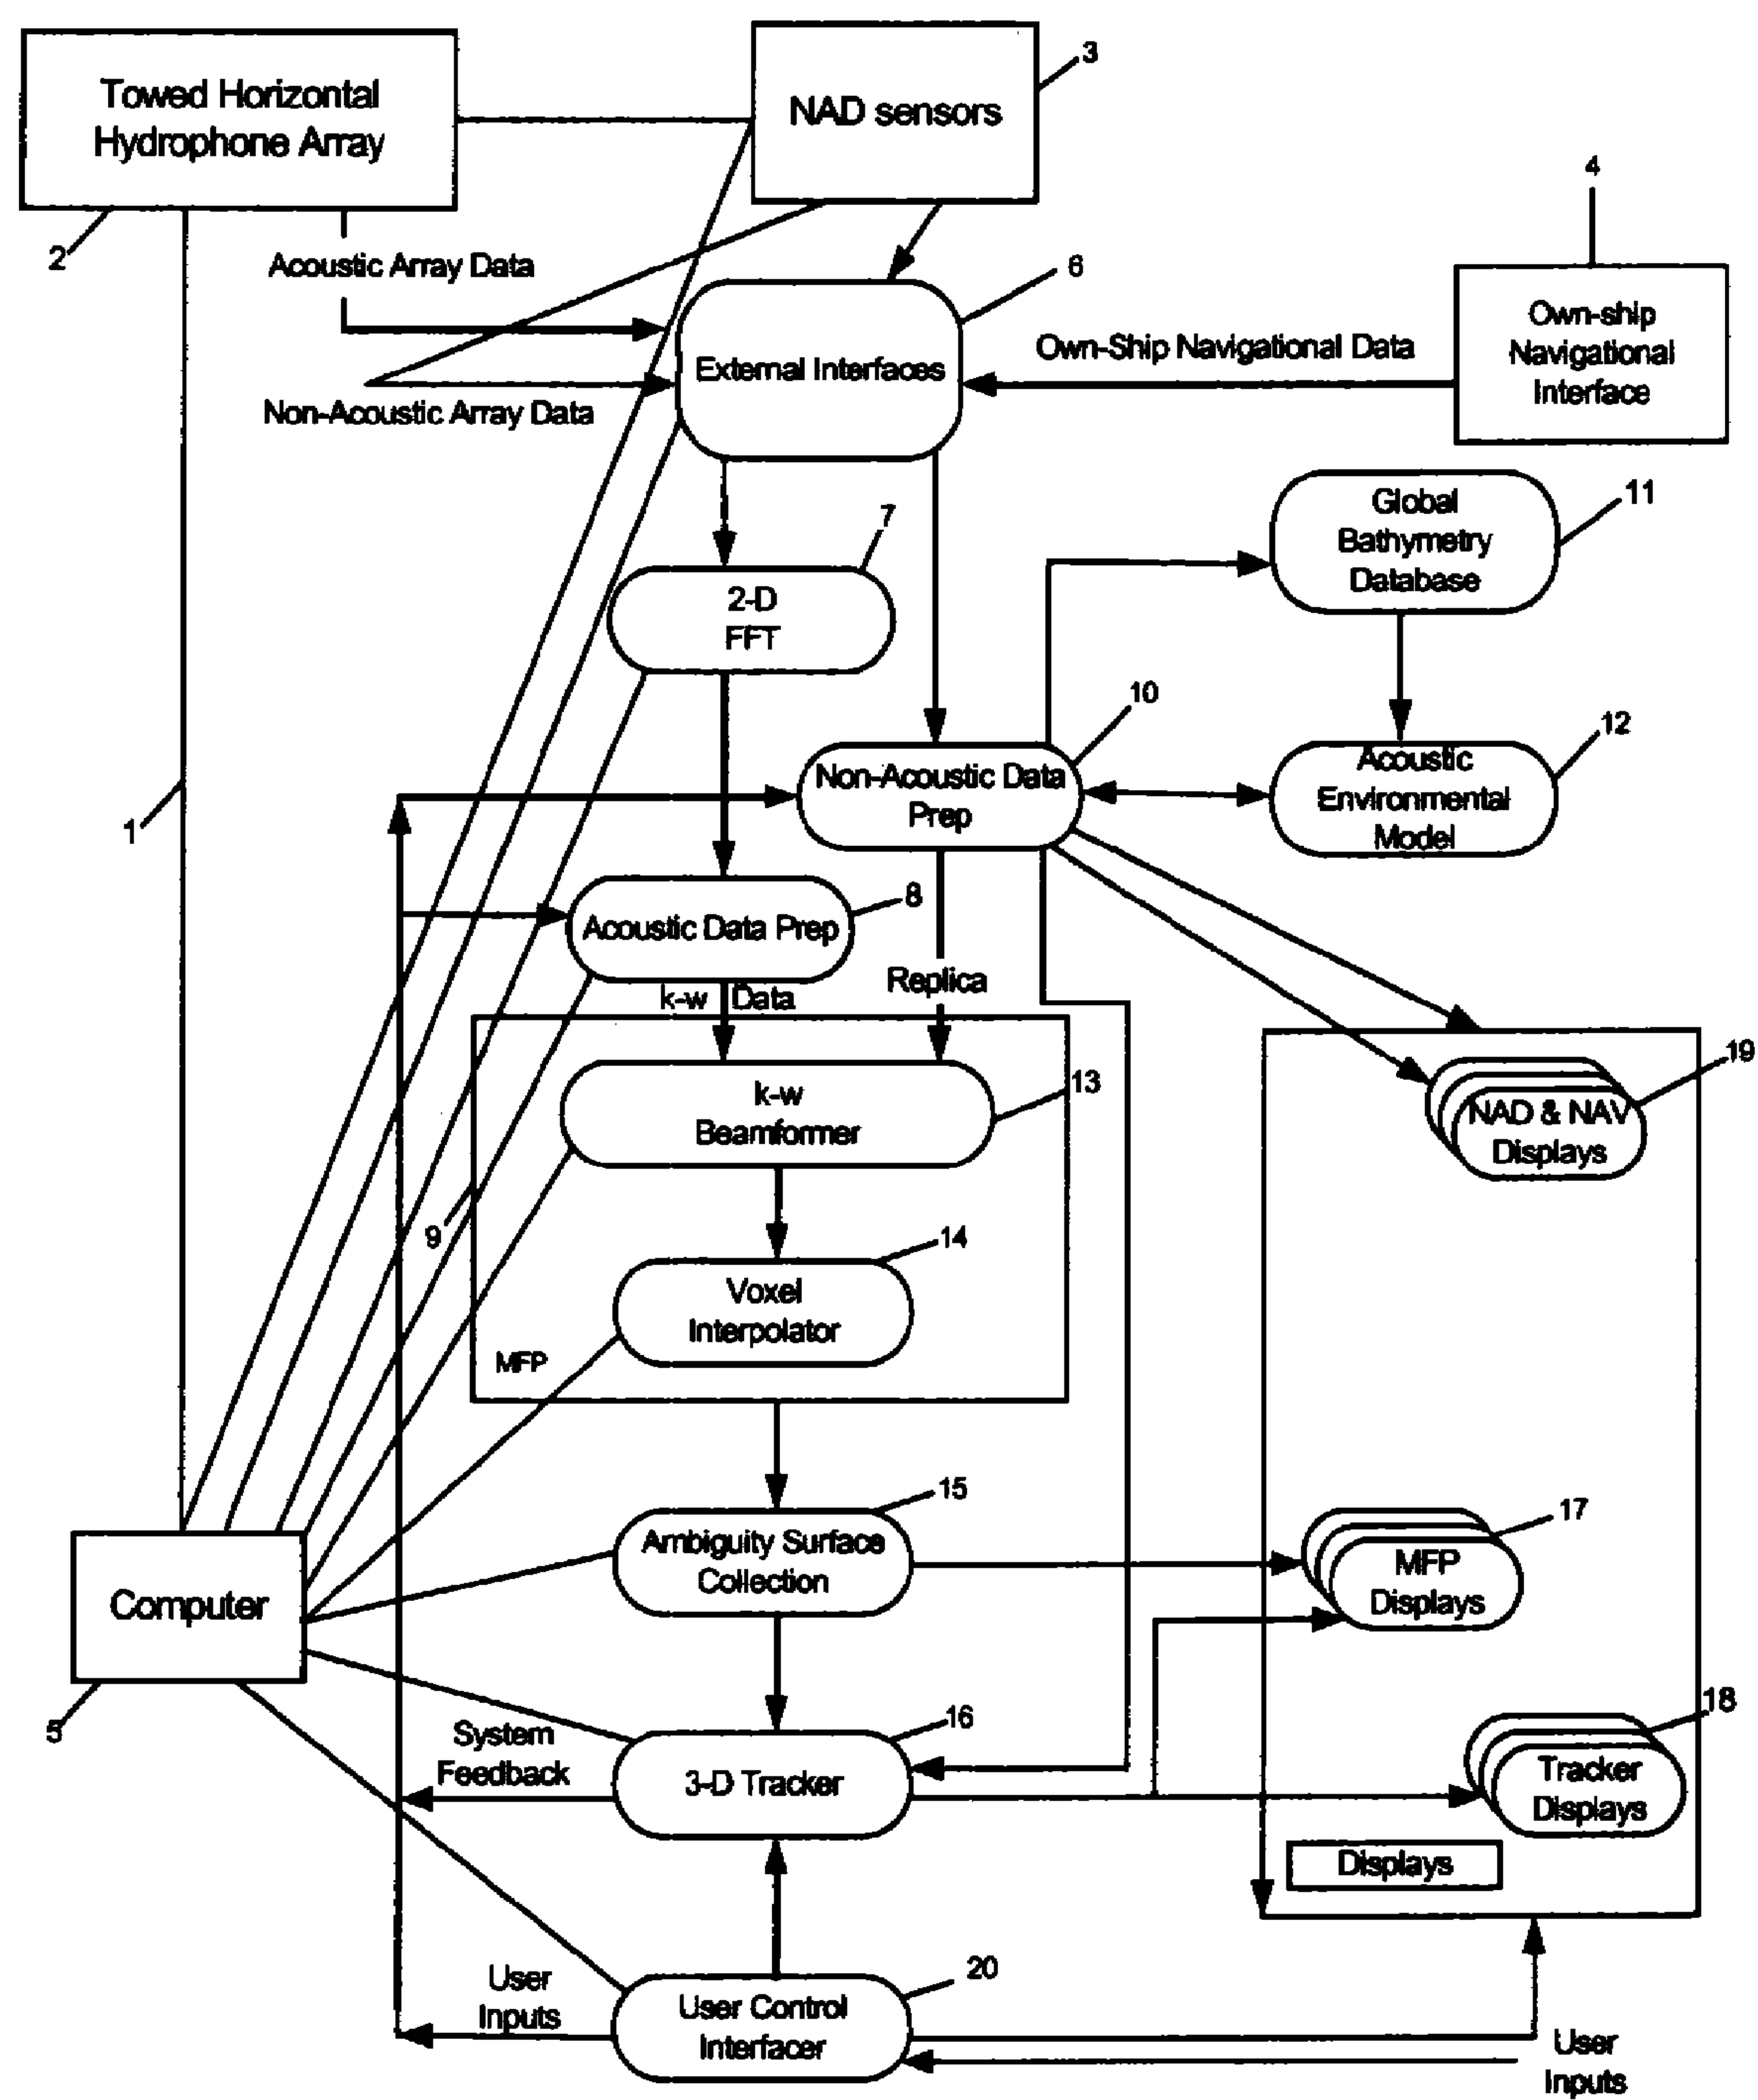 Towed Horizontal
Hydrophone Array
NAD sensors
3
4
2
Acoustic Array Data
6
Own-ship
Navigational
Interface
Own-Ship Navigational Data
External Interfaces
Non-Acoustic Array Data
Global
Bathymetry
Database
11
7
2-D
FFT
10
12
Non-Acoustic Data
Prep
Acoustic
Environmental
Model
1
8
Acoustic Data Prep
Replica
k-w Data
19
13
k-w
Beamformer
NAD & NAV
Displays
9
14
Voxel
Interpolator
MFP
15
17
Ambiguity Surface
Collection
MFP
Displays
Computer
5
16
18
System
Feedback
3-D Tracker
Tracker
Displays
Displays
20
User
Inputs
User Control
Interfacer
User
Inputs